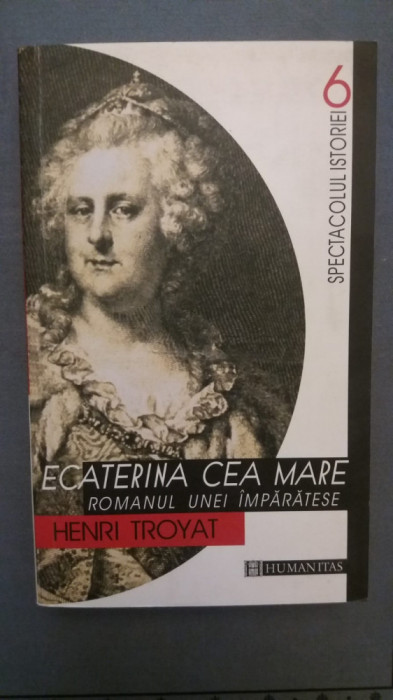 6
SPECTACOLUL ISTORIEI
ECATERINA CEA MARE
ROMANUL UNEI ÎMPĂRĂTESE
HENRI TROYAT
HUMANITAS